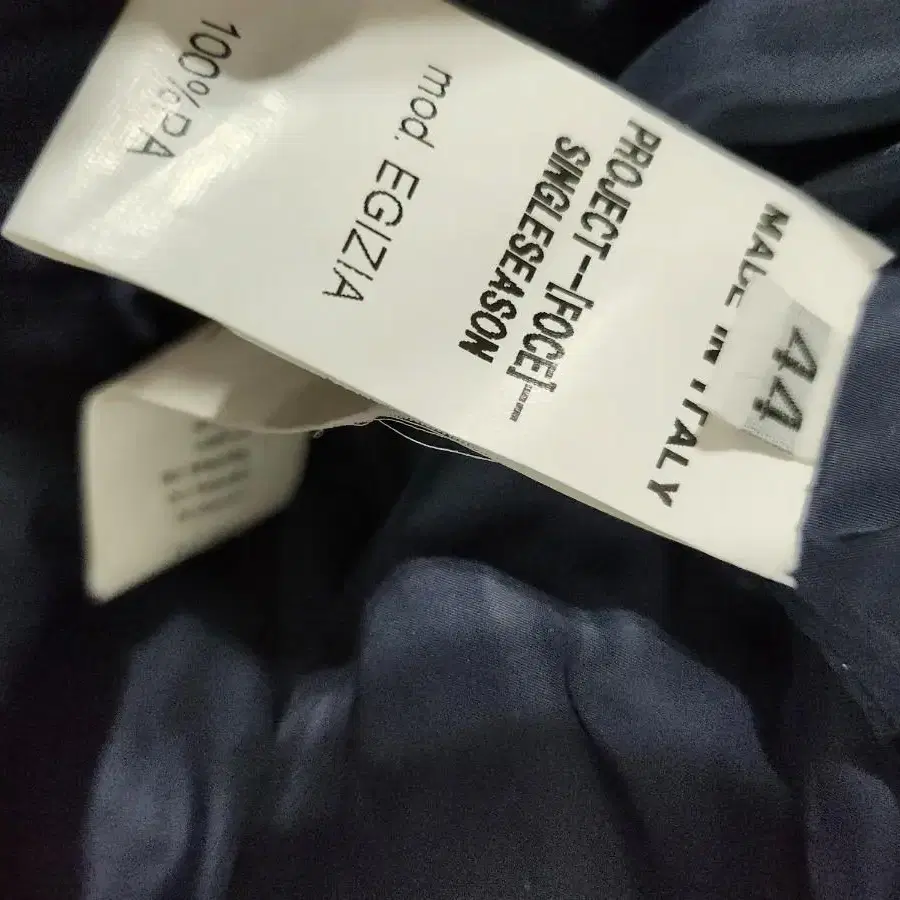 44
MADE IN ITALY
PROJECT--[FOCE]--
SINGLESEASON
mod. EGIZIA
100%PA